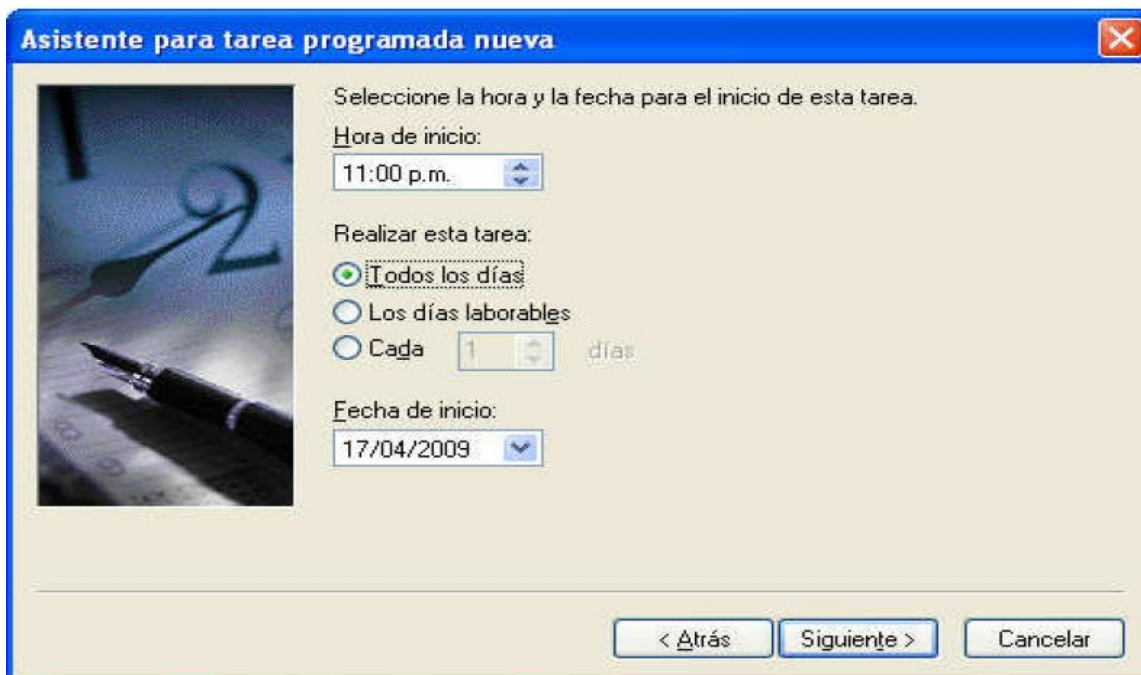 Asistente para tarea programada nueva
Seleccione la hora y la fecha para el inicio de esta tarea.
Hora de inicio:
11:00 p.m.
Realizar esta tarea:
Todos los días
Los días laborables
Cada 1 días
Fecha de inicio:
17/04/2009
< Atrás Siguiente > Cancelar